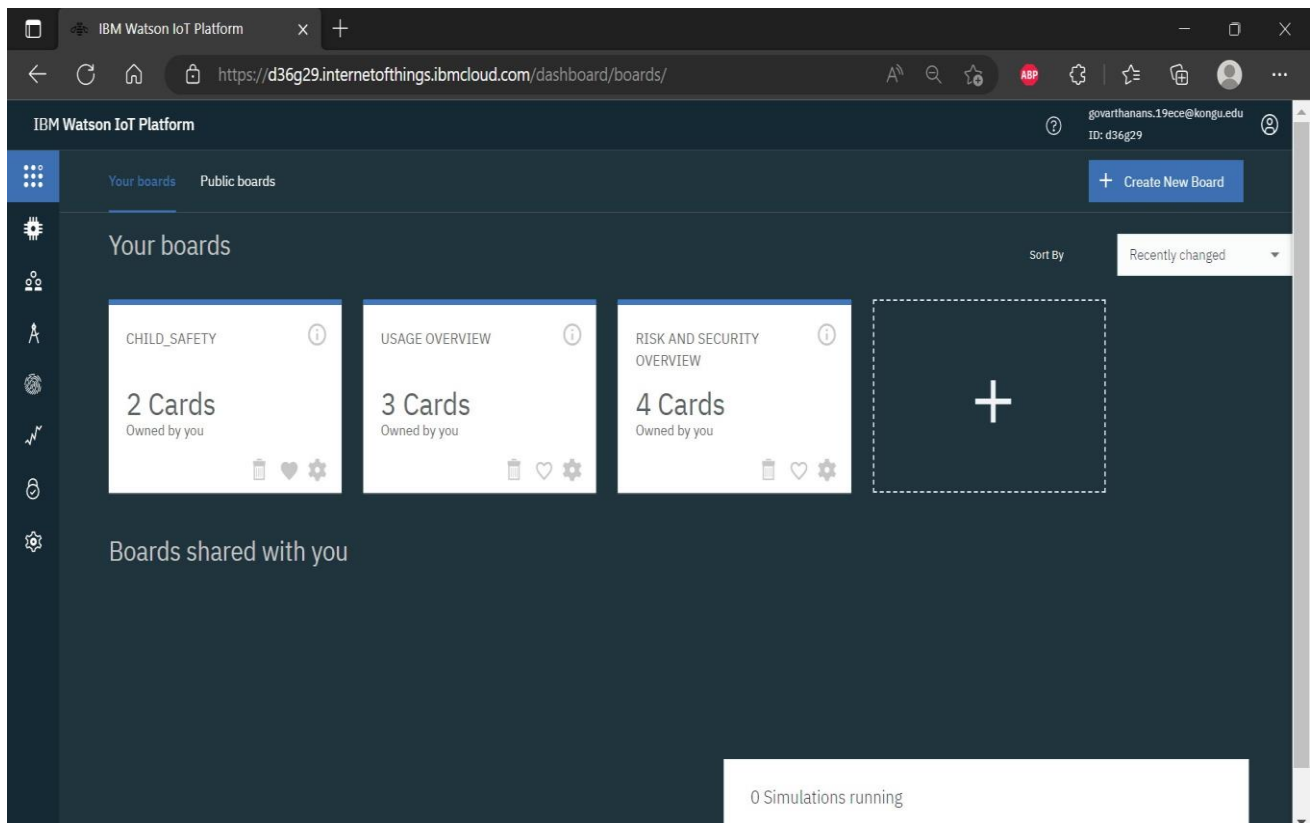 IBM Watson IoT Platform
https://d36g29.internetofthings.ibmcloud.com/dashboard/boards/
ABP
IBM Watson IoT Platform
govarthanans.19ece@kongu.edu
ID: d36g29
Your boards Public boards
+ Create New Board
Your boards
Sort By
Recently changed
CHILD_SAFETY
2 Cards
Owned by you
USAGE OVERVIEW
3 Cards
Owned by you
RISK AND SECURITY
OVERVIEW
4 Cards
Owned by you
Boards shared with you
0 Simulations running